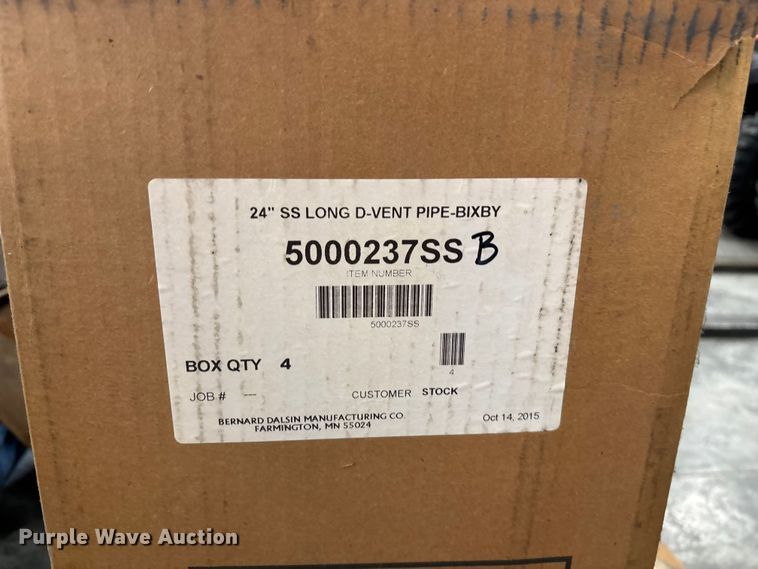 24" SS LONG D-VENT PIPE-BIXBY
5000237SS B
ITEM NUMBER
5000237SS
BOX QTY 4
4
JOB # ---
CUSTOMER STOCK
BERNARD DALSIN MANUFACTURING CO.
FARMINGTON, MN 55024
Oct 14, 2015
Purple Wave Auction®